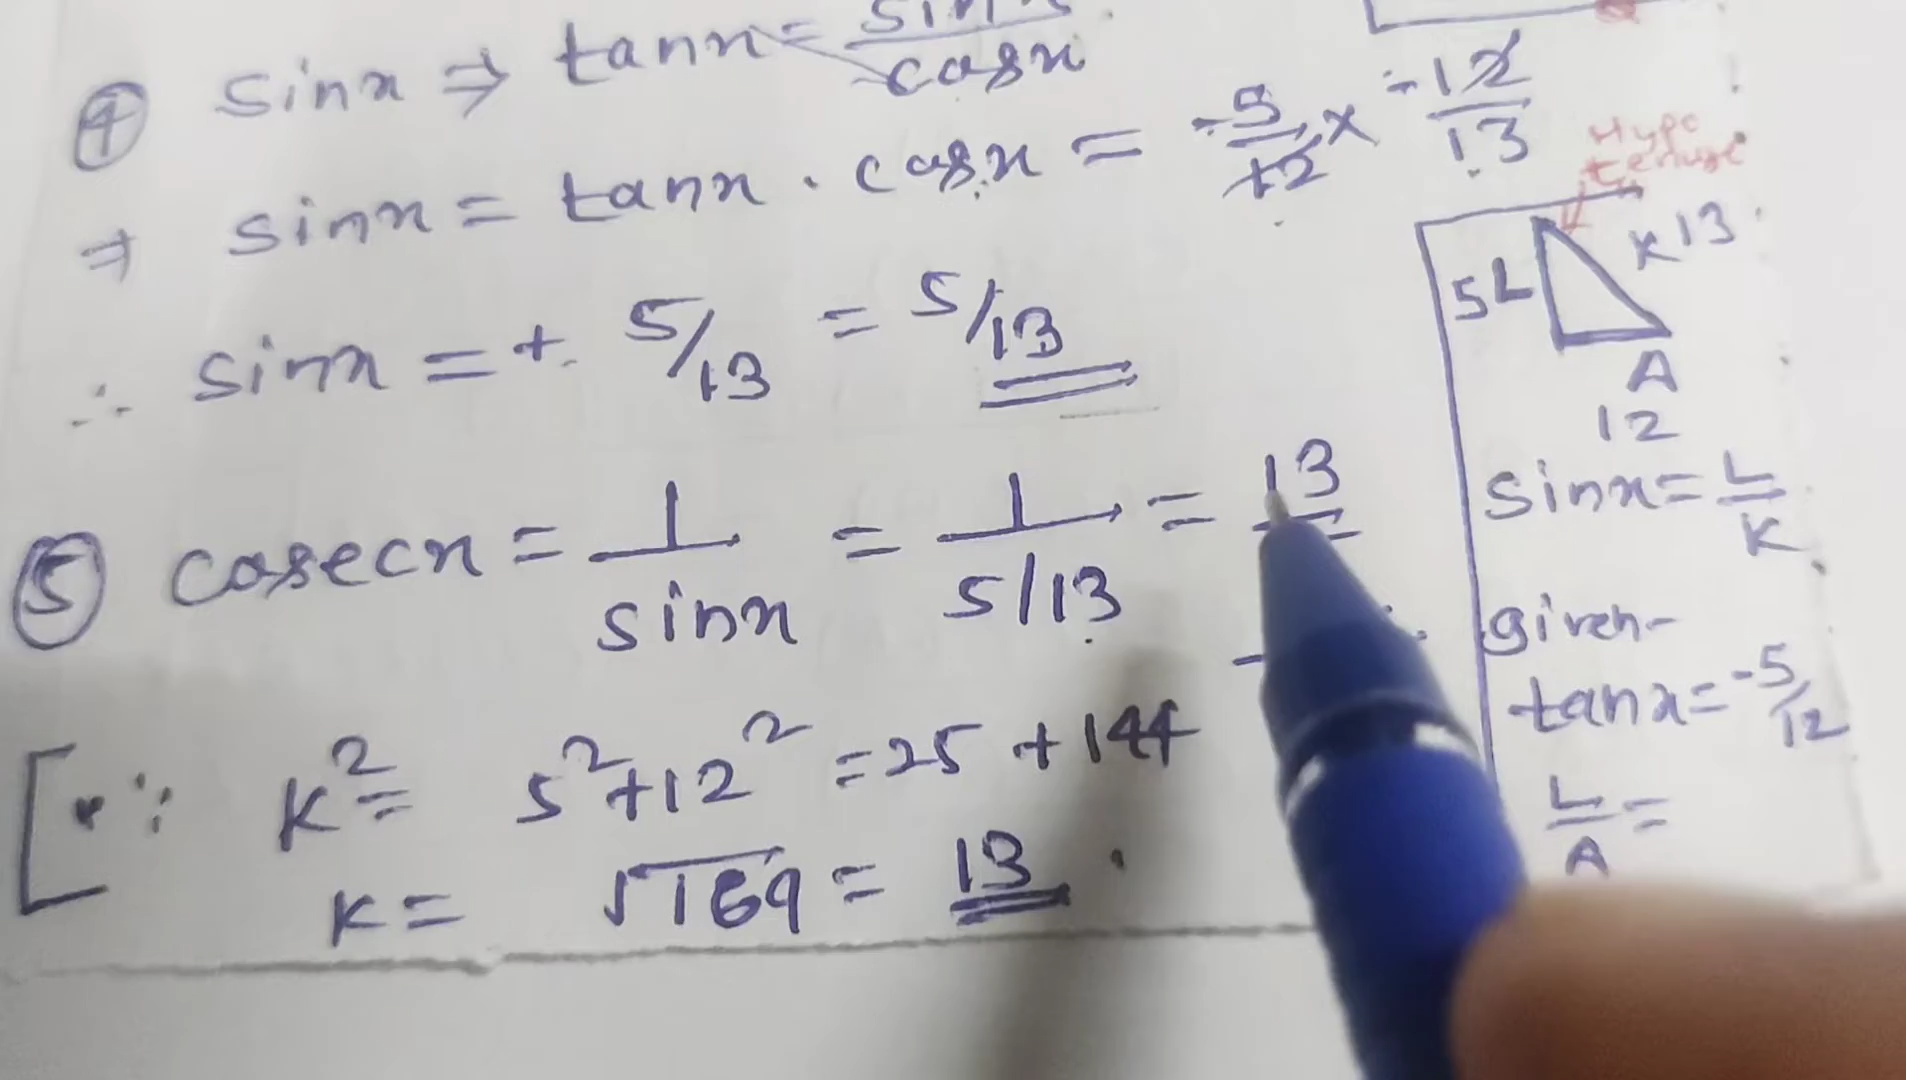 ④ sinx ⇒ tanx = sinx/cosx
⇒ sinx = tanx . cosx = -5/12 x -12/13
∴ sinx = + 5/13 = 5/13
⑤ cosecx = 1/sinx = 1/5/13 = 13
[∵ K² = 5²+12² = 25 + 144
K = √169 = 13
Hypo
tenuse
5 L
K 13
A
12
sinx = L/K
given-
tanx = -5/12
L/A =